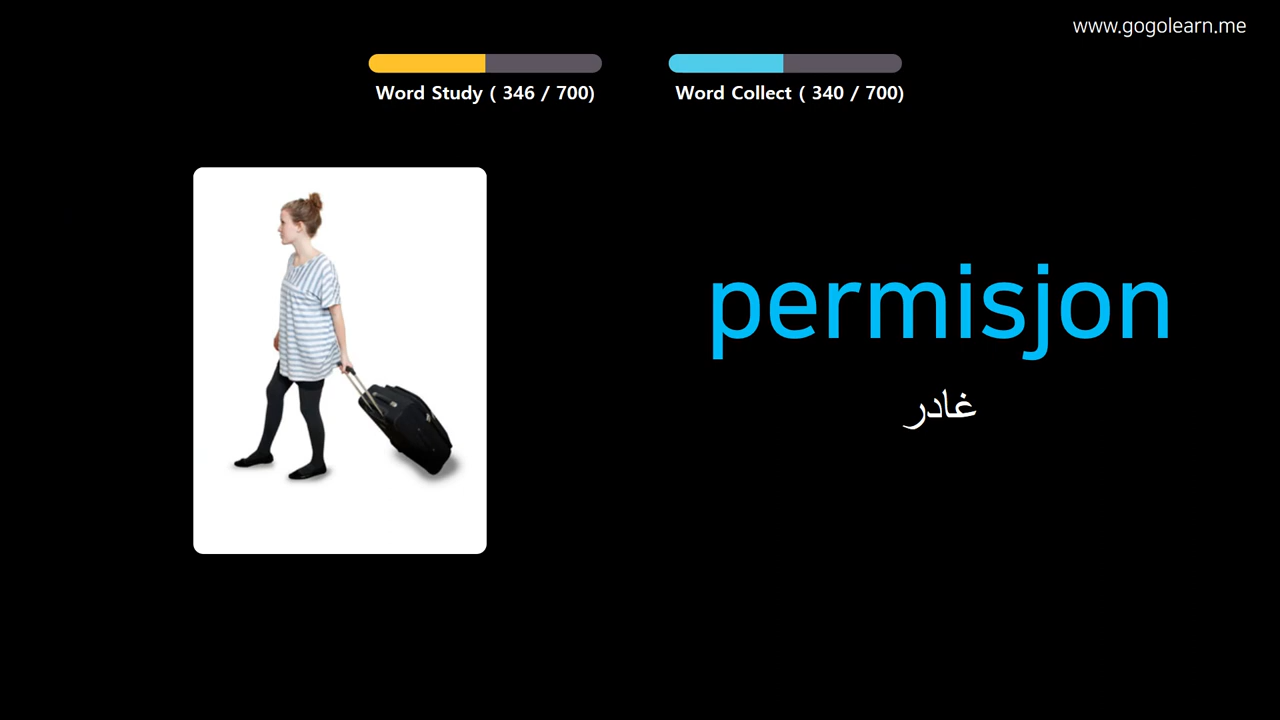 www.gogolearn.me
Word Study ( 346 / 700)
Word Collect ( 340 / 700)
permisjon
غادر